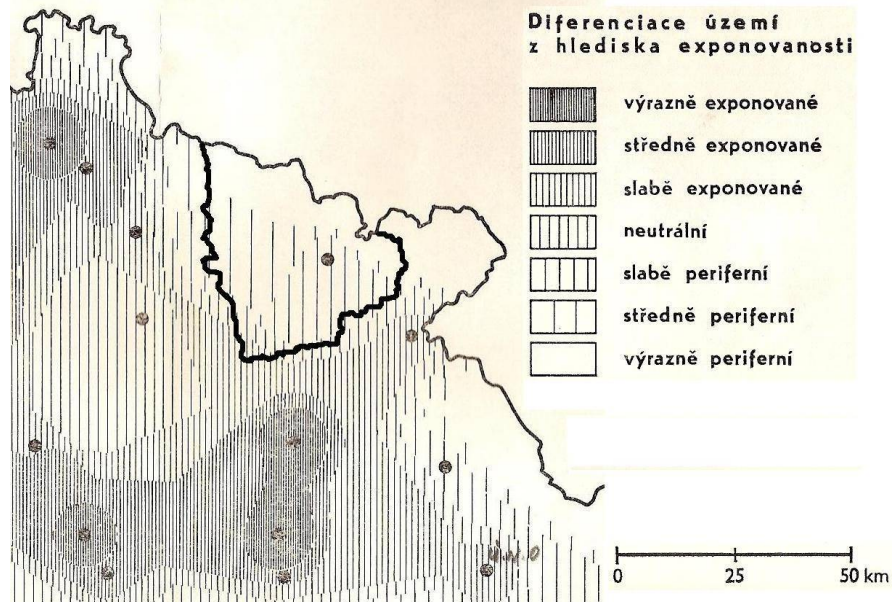 Diferenciace území
z hlediska exponovanosti
výrazně exponované
středně exponované
slabě exponované
neutrální
slabě periferní
středně periferní
výrazně periferní
0 25 50 km